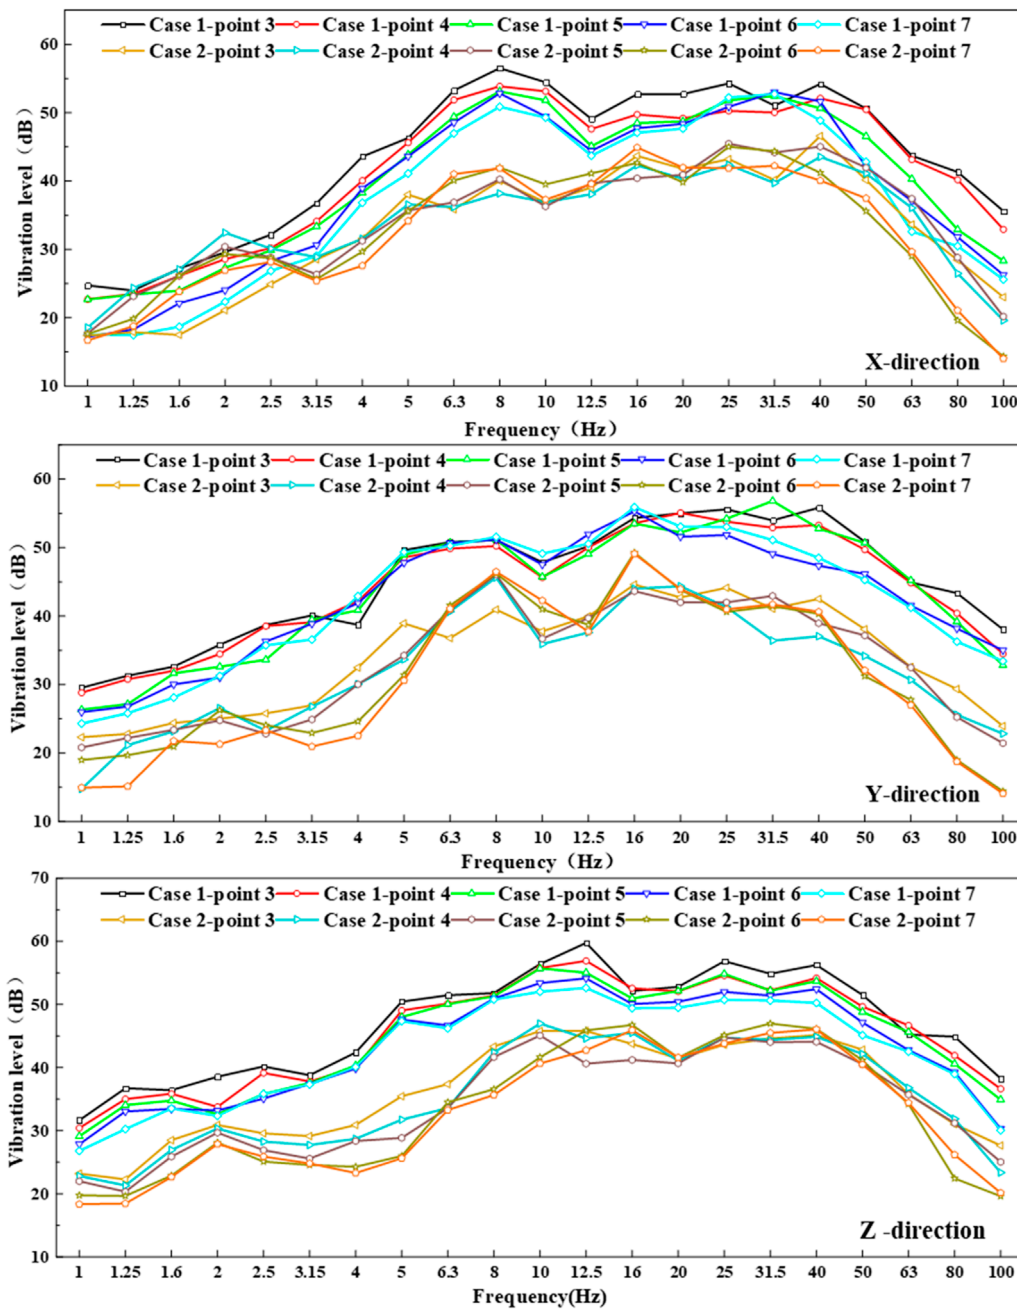 Case 1-point 3 Case 1-point 4 Case 1-point 5 Case 1-point 6 Case 1-point 7
Case 2-point 3 Case 2-point 4 Case 2-point 5 Case 2-point 6 Case 2-point 7
Vibration level（dB）
60
50
40
30
20
10
X-direction
1 1.25 1.6 2 2.5 3.15 4 5 6.3 8 10 12.5 16 20 25 31.5 40 50 63 80 100
Frequency（Hz）
Case 1-point 3 Case 1-point 4 Case 1-point 5 Case 1-point 6 Case 1-point 7
Case 2-point 3 Case 2-point 4 Case 2-point 5 Case 2-point 6 Case 2-point 7
Vibration level（dB）
60
50
40
30
20
10
Y-direction
1 1.25 1.6 2 2.5 3.15 4 5 6.3 8 10 12.5 16 20 25 31.5 40 50 63 80 100
Frequency（Hz）
Case 1-point 3 Case 1-point 4 Case 1-point 5 Case 1-point 6 Case 1-point 7
Case 2-point 3 Case 2-point 4 Case 2-point 5 Case 2-point 6 Case 2-point 7
Vibration level（dB）
70
60
50
40
30
20
10
Z -direction
1 1.25 1.6 2 2.5 3.15 4 5 6.3 8 10 12.5 16 20 25 31.5 40 50 63 80 100
Frequency(Hz)